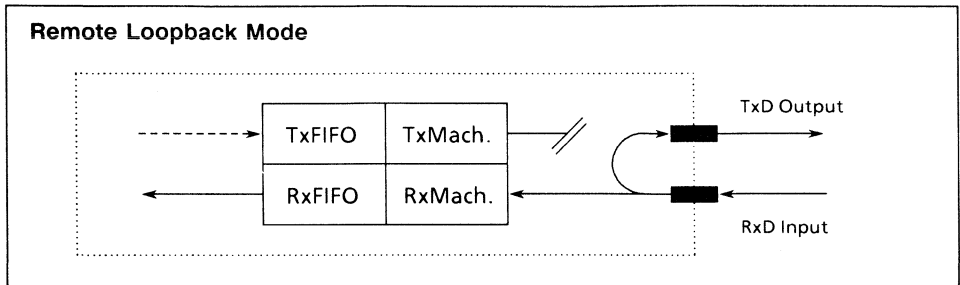 Remote Loopback Mode
TxD Output
TxFIFO TxMach.
RxFIFO RxMach.
RxD Input